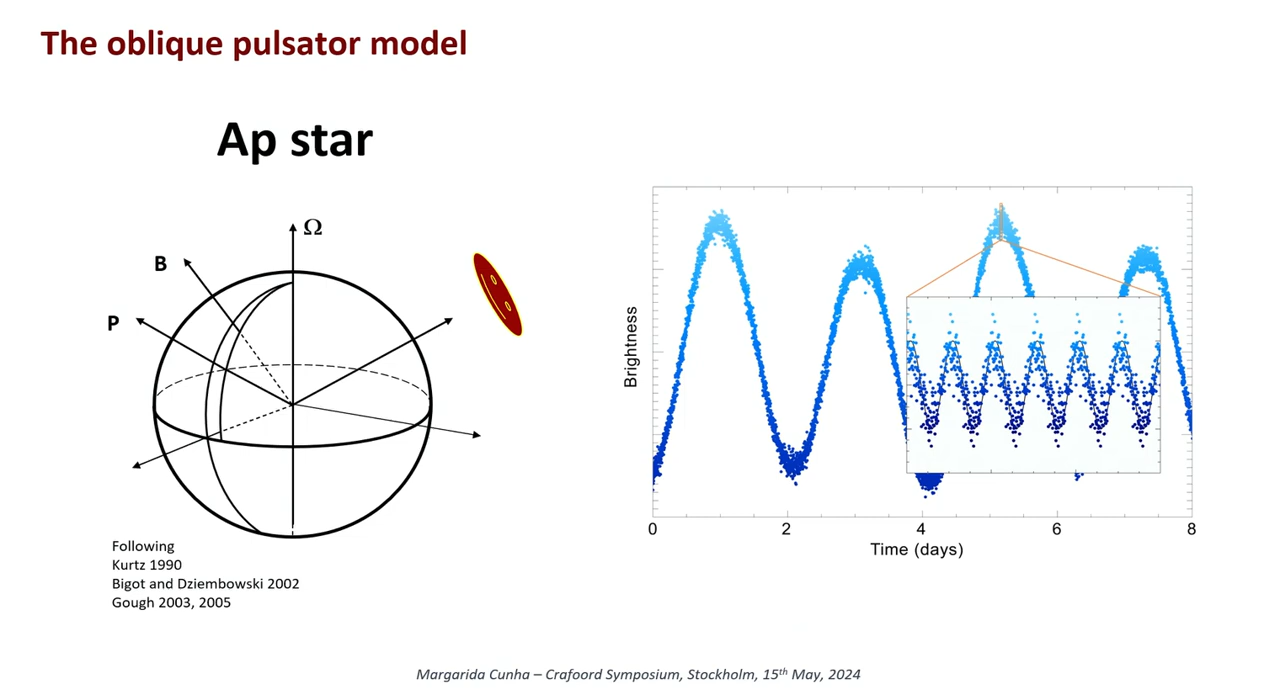 The oblique pulsator model
Ap star
Ω
B
P
Following
Kurtz 1990
Bigot and Dziembowski 2002
Gough 2003, 2005
Brightness
0 2 4 6 8
Time (days)
Margarida Cunha – Crafoord Symposium, Stockholm, 15th May, 2024